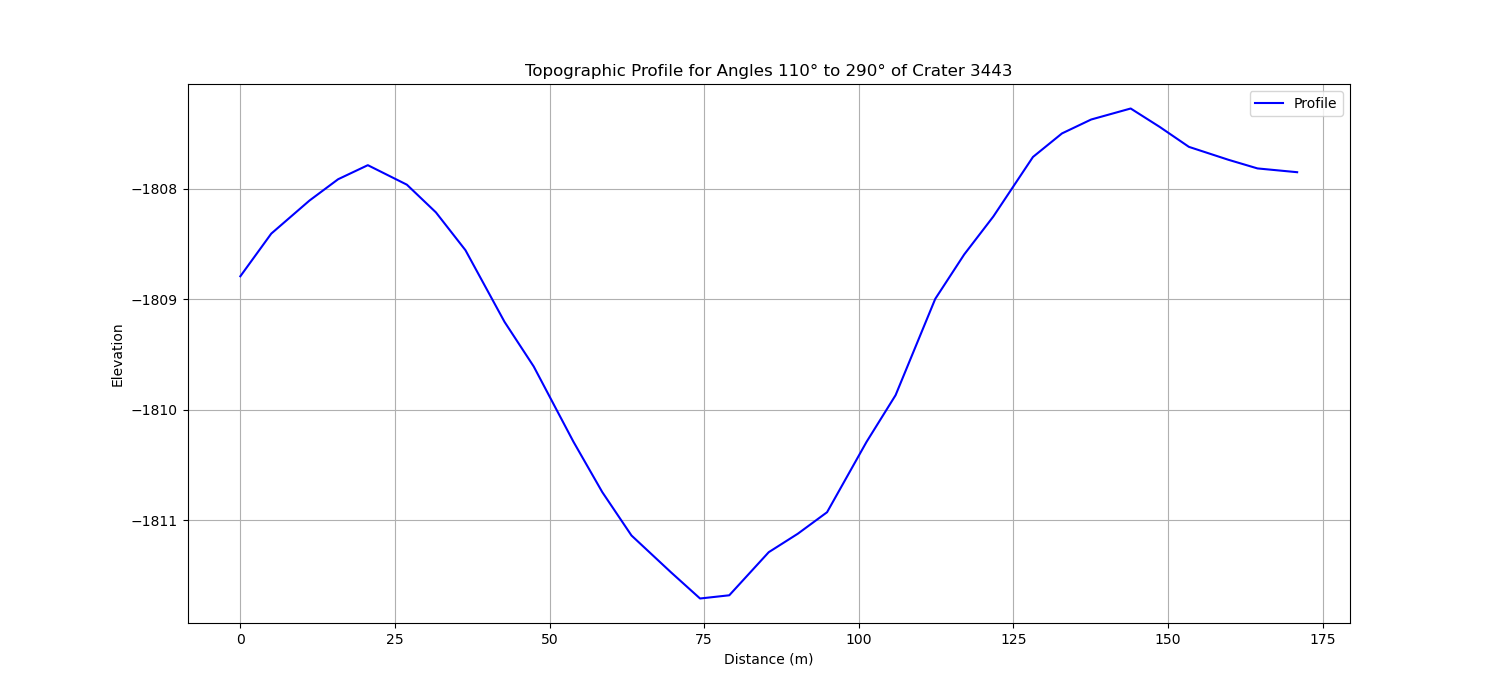 Topographic Profile for Angles 110° to 290° of Crater 3443
Profile
−1808
−1809
−1810
−1811
Elevation
0 25 50 75 100 125 150 175
Distance (m)